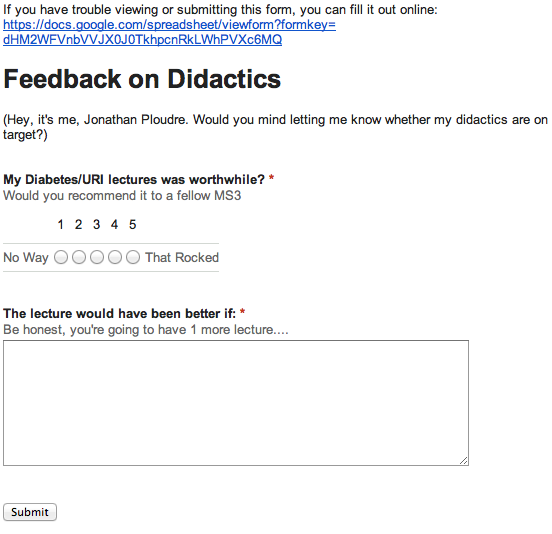 If you have trouble viewing or submitting this form, you can fill it out online:
https://docs.google.com/spreadsheet/viewform?formkey=
dHM2WFVnbVVJX0J0TkhpcnRkLWhPVXc6MQ
Feedback on Didactics
(Hey, it's me, Jonathan Ploudre. Would you mind letting me know whether my didactics are on
target?)
My Diabetes/URI lectures was worthwhile? *
Would you recommend it to a fellow MS3
1 2 3 4 5
No Way That Rocked
The lecture would have been better if: *
Be honest, you're going to have 1 more lecture....
Submit